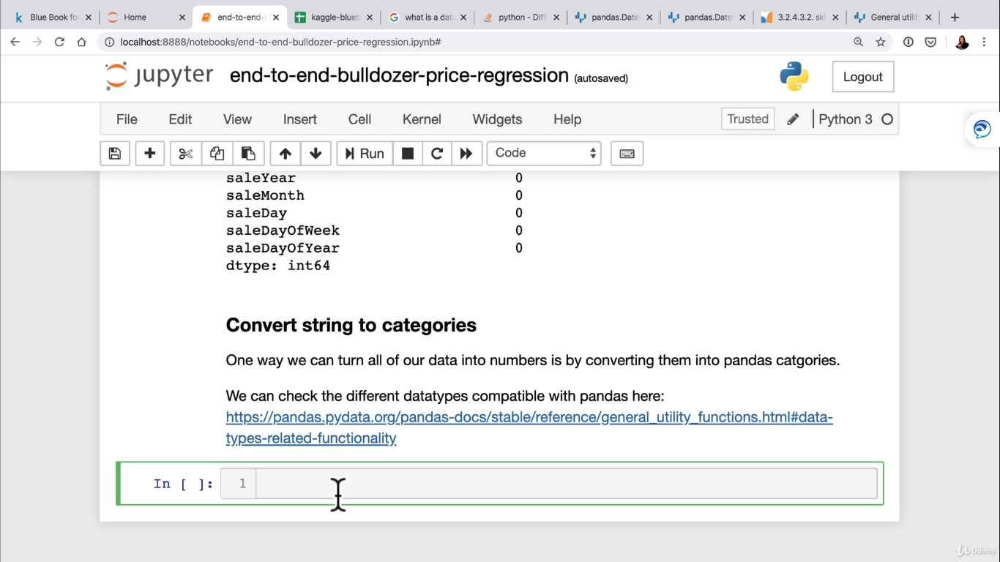 Blue Book for
Home
end-to-end-
kaggle-blueb
what is a dat
python - Diff
pandas.Date
pandas.Date
3.2.4.3.2. skl
General utilit
localhost:8888/notebooks/end-to-end-bulldozer-price-regression.ipynb#
jupyter
end-to-end-bulldozer-price-regression (autosaved)
Logout
File Edit View Insert Cell Kernel Widgets Help
Trusted
Python 3
Run
Code
saleYear 0
saleMonth 0
saleDay 0
saleDayOfWeek 0
saleDayOfYear 0
dtype: int64
Convert string to categories
One way we can turn all of our data into numbers is by converting them into pandas catgories.
We can check the different datatypes compatible with pandas here:
https://pandas.pydata.org/pandas-docs/stable/reference/general_utility_functions.html#data-
types-related-functionality
In [ ]: 1
Udemy